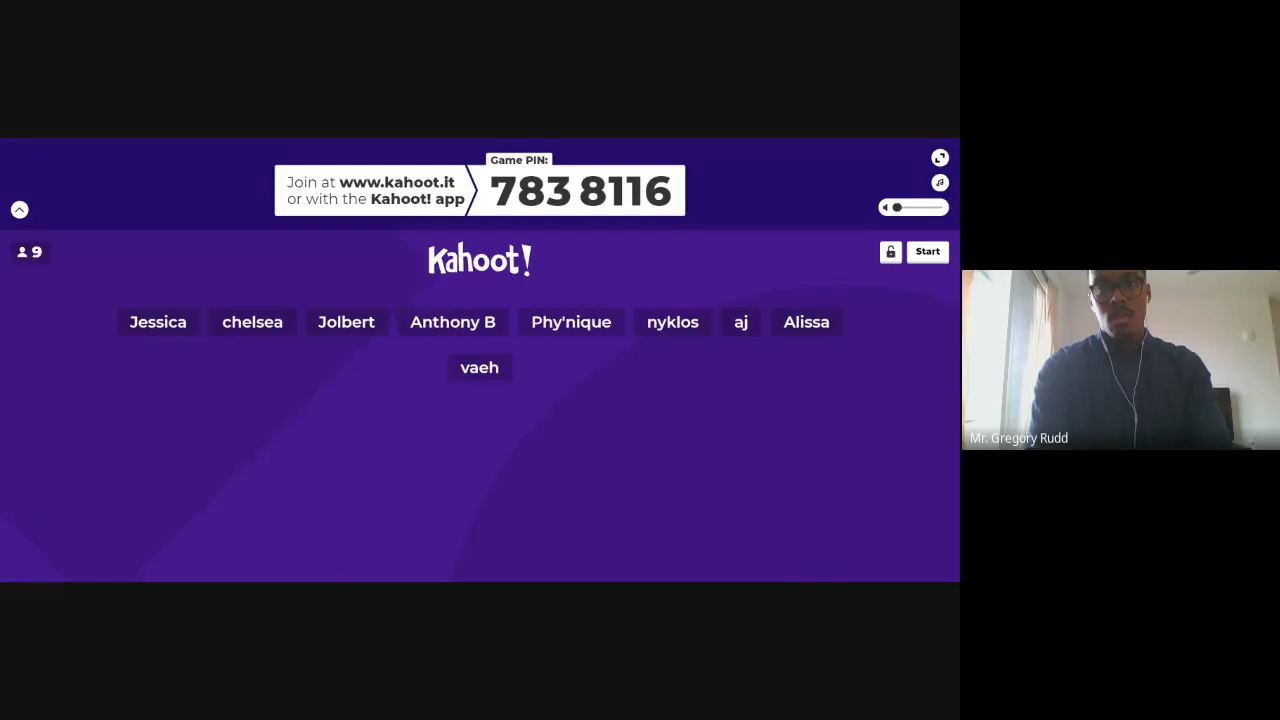 Game PIN:
Join at www.kahoot.it
or with the Kahoot! app
783 8116
9
Kahoot!
Start
Jessica chelsea Jolbert Anthony B Phy'nique nyklos aj Alissa
vaeh
Mr. Gregory Rudd